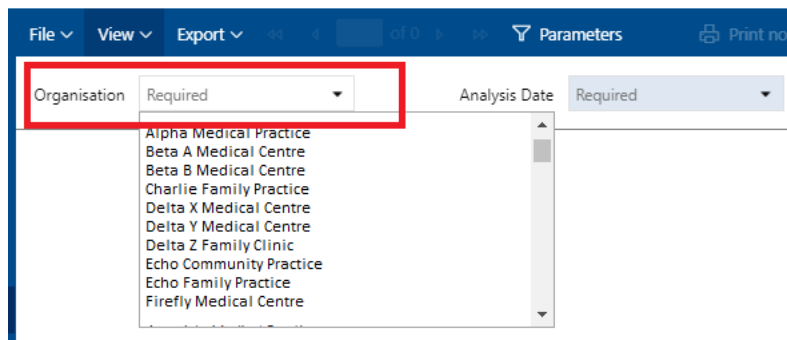 File View Export of 0 Parameters Print no
Organisation Required Analysis Date Required
Alpha Medical Practice
Beta A Medical Centre
Beta B Medical Centre
Charlie Family Practice
Delta X Medical Centre
Delta Y Medical Centre
Delta Z Family Clinic
Echo Community Practice
Echo Family Practice
Firefly Medical Centre